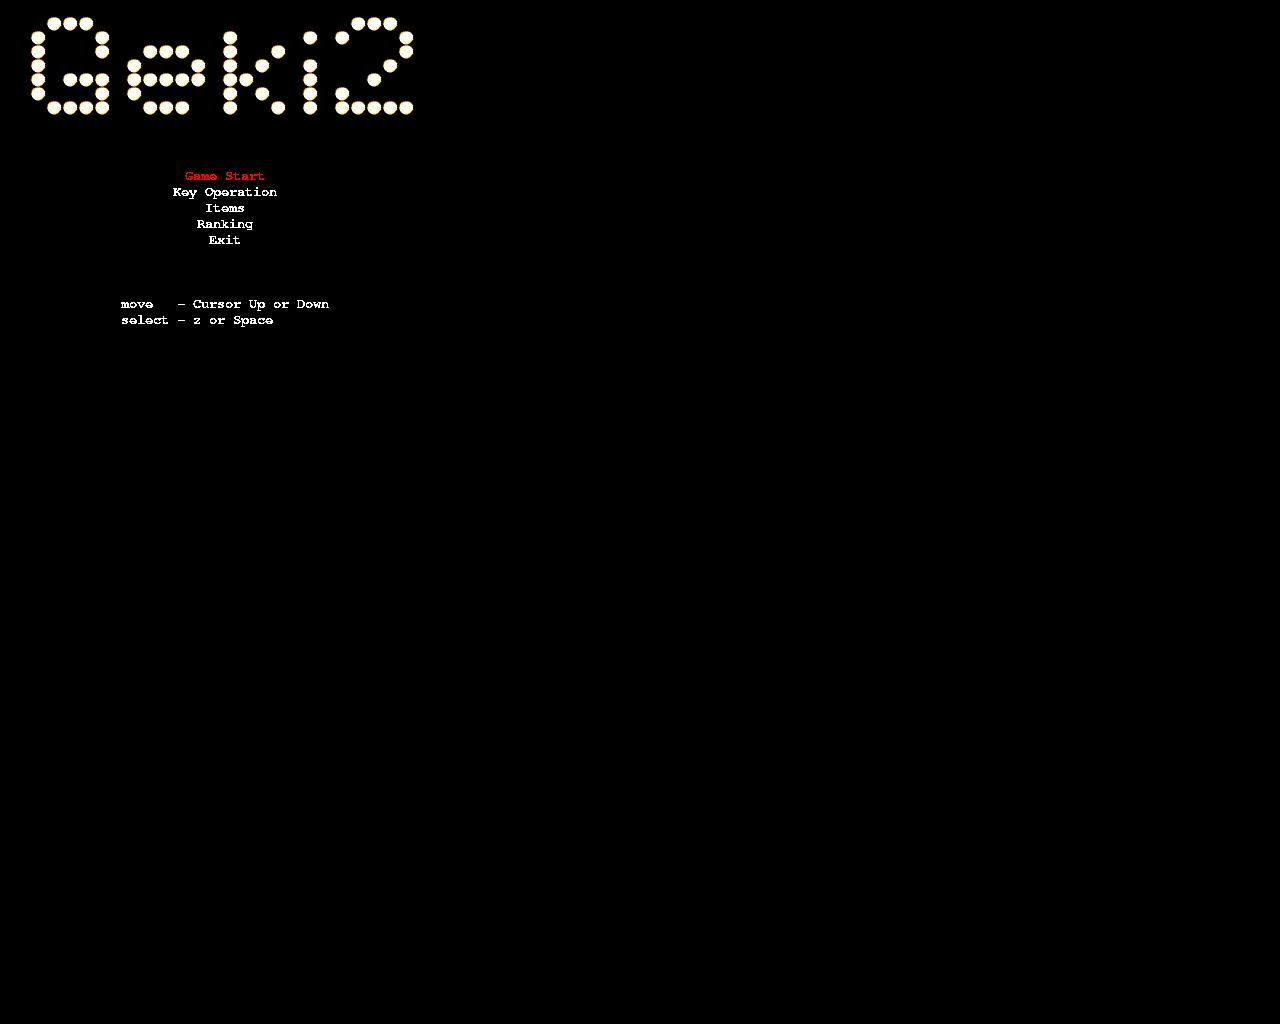 Geki2
Game Start
Key Operation
Items
Ranking
Exit
move   - Cursor Up or Down
select - z or Space